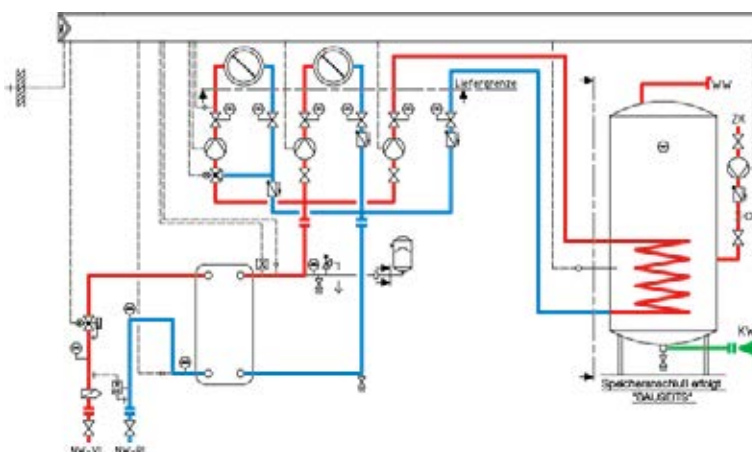 Liefergrenze
WW
ZK
KW
Speicheranschluß erfolgt
"BAUSEITS"
NW-VL NW-RL